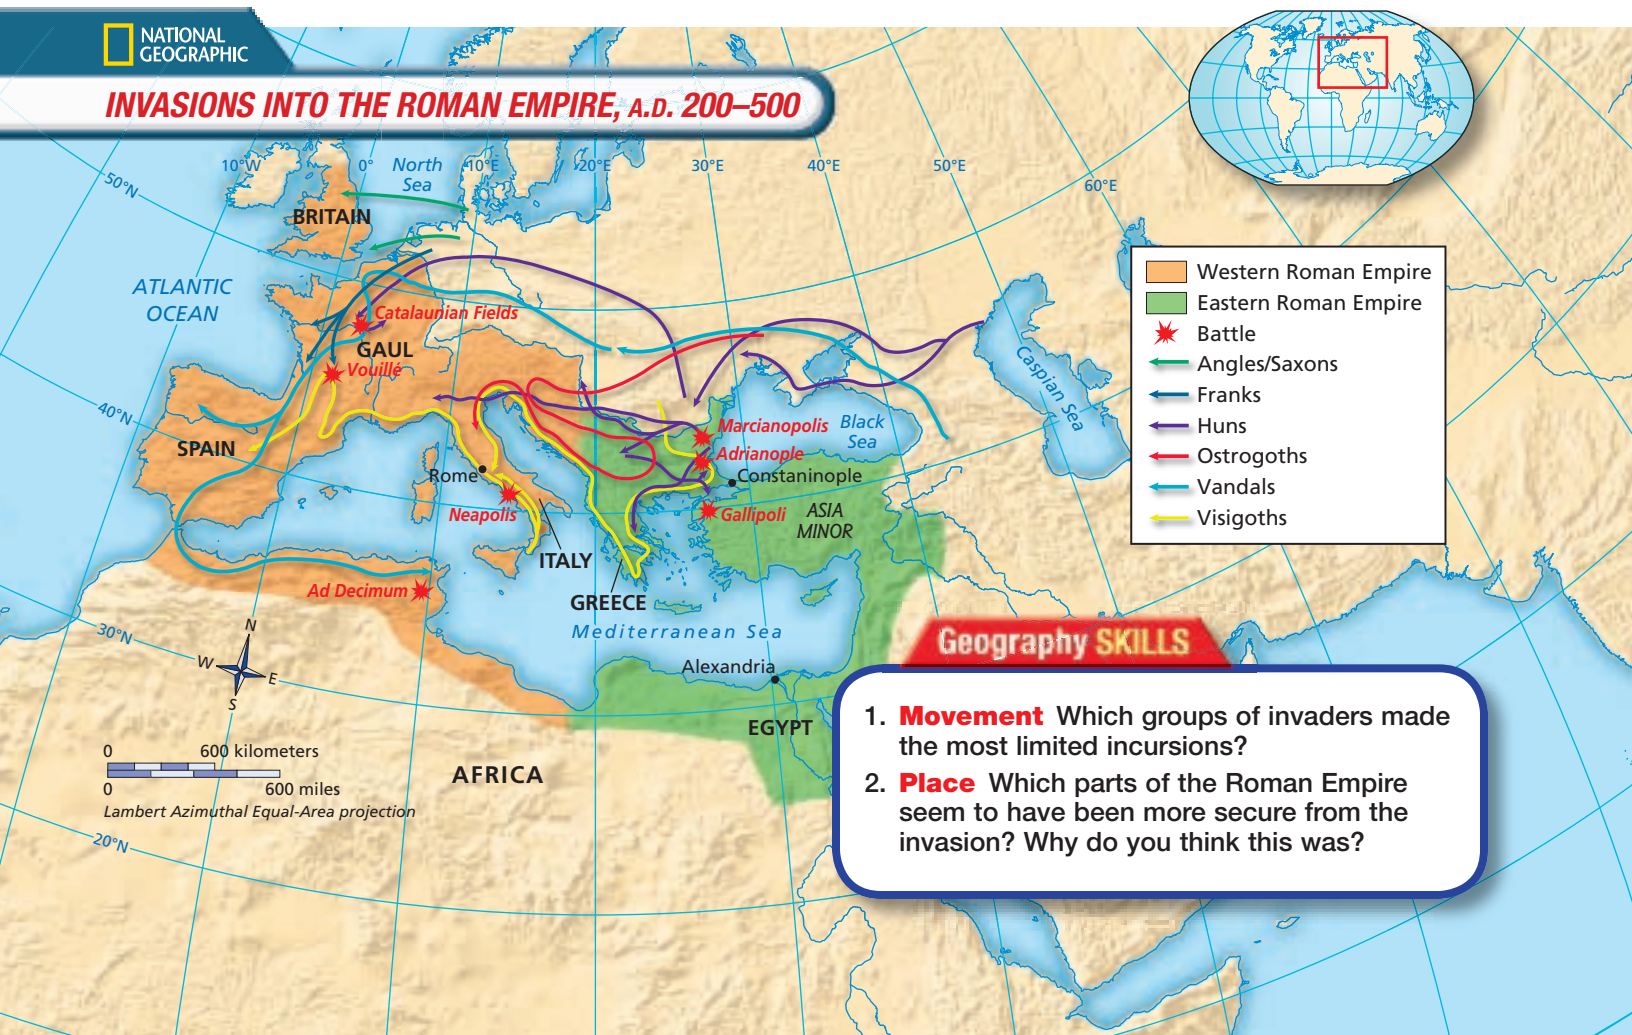 NATIONAL
GEOGRAPHIC
INVASIONS INTO THE ROMAN EMPIRE, A.D. 200–500
10°W
0°
North
Sea
10°E
20°E
30°E
40°E
50°E
60°E
50°N
BRITAIN
ATLANTIC
OCEAN
Catalaunian Fields
GAUL
Vouillé
40°N
SPAIN
Rome
Neapolis
ITALY
GREECE
Marcianopolis
Adrianople
Constaninople
Gallipoli
ASIA
MINOR
Black
Sea
Caspian Sea
Ad Decimum
Mediterranean Sea
Alexandria
EGYPT
AFRICA
30°N
20°N
N
W
E
S
0
600 kilometers
0
600 miles
Lambert Azimuthal Equal-Area projection
Western Roman Empire
Eastern Roman Empire
Battle
Angles/Saxons
Franks
Huns
Ostrogoths
Vandals
Visigoths
Geography SKILLS
1. Movement Which groups of invaders made
the most limited incursions?
2. Place Which parts of the Roman Empire
seem to have been more secure from the
invasion? Why do you think this was?